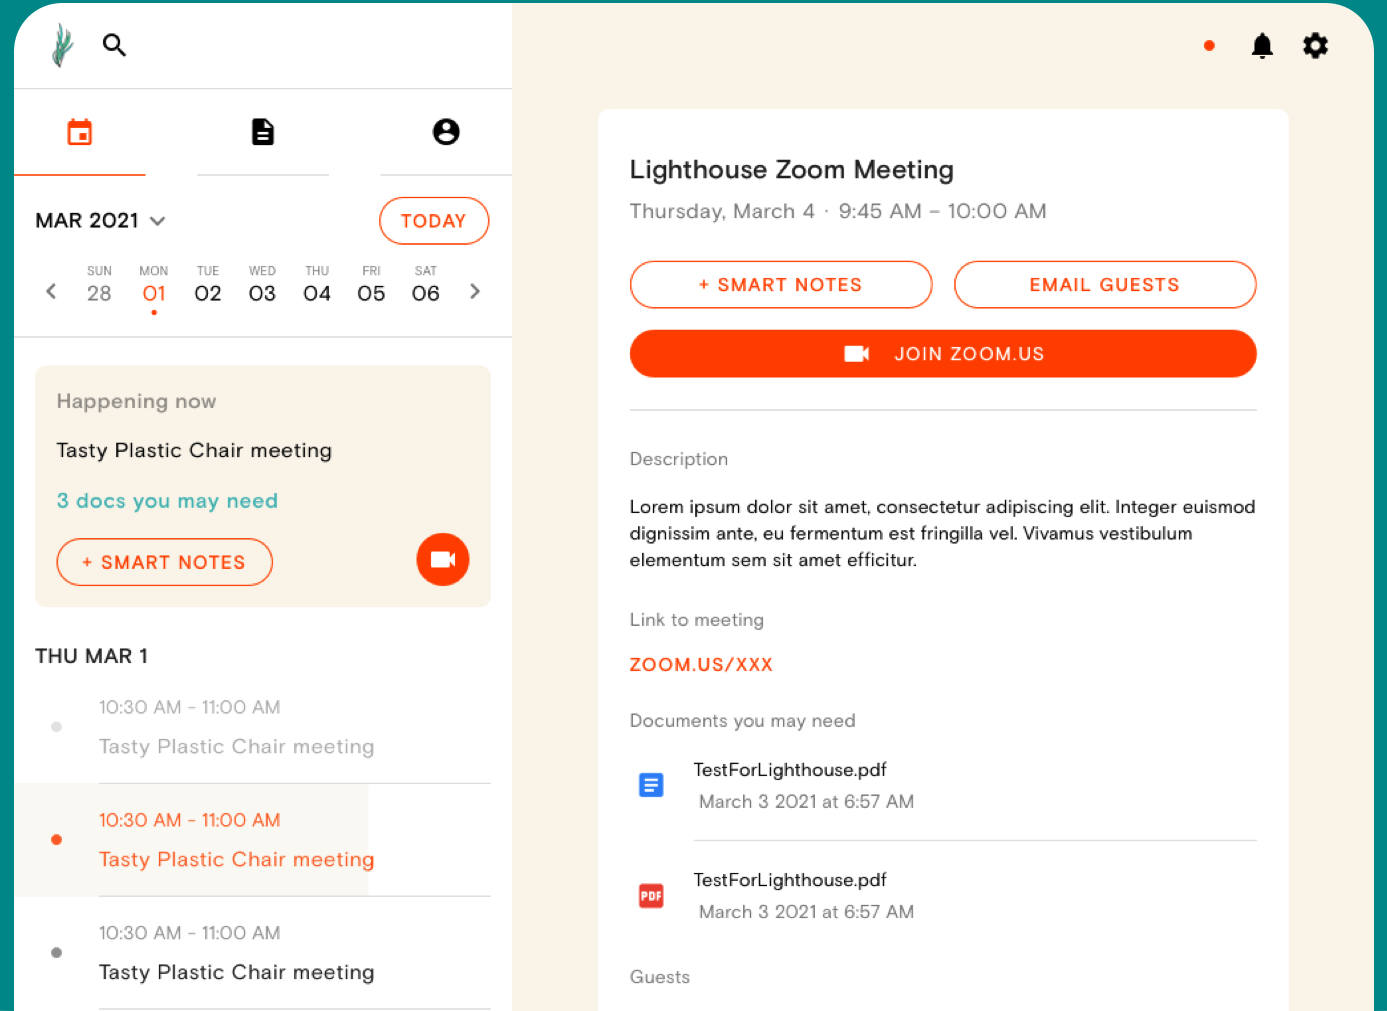 MAR 2021
TODAY
SUN MON TUE WED THU FRI SAT
28 01 02 03 04 05 06
Happening now
Tasty Plastic Chair meeting
3 docs you may need
+ SMART NOTES
THU MAR 1
10:30 AM - 11:00 AM
Tasty Plastic Chair meeting
10:30 AM - 11:00 AM
Tasty Plastic Chair meeting
10:30 AM - 11:00 AM
Tasty Plastic Chair meeting
Lighthouse Zoom Meeting
Thursday, March 4 · 9:45 AM – 10:00 AM
+ SMART NOTES
EMAIL GUESTS
JOIN ZOOM.US
Description
Lorem ipsum dolor sit amet, consectetur adipiscing elit. Integer euismod
dignissim ante, eu fermentum est fringilla vel. Vivamus vestibulum
elementum sem sit amet efficitur.
Link to meeting
ZOOM.US/XXX
Documents you may need
TestForLighthouse.pdf
March 3 2021 at 6:57 AM
TestForLighthouse.pdf
PDF
March 3 2021 at 6:57 AM
Guests